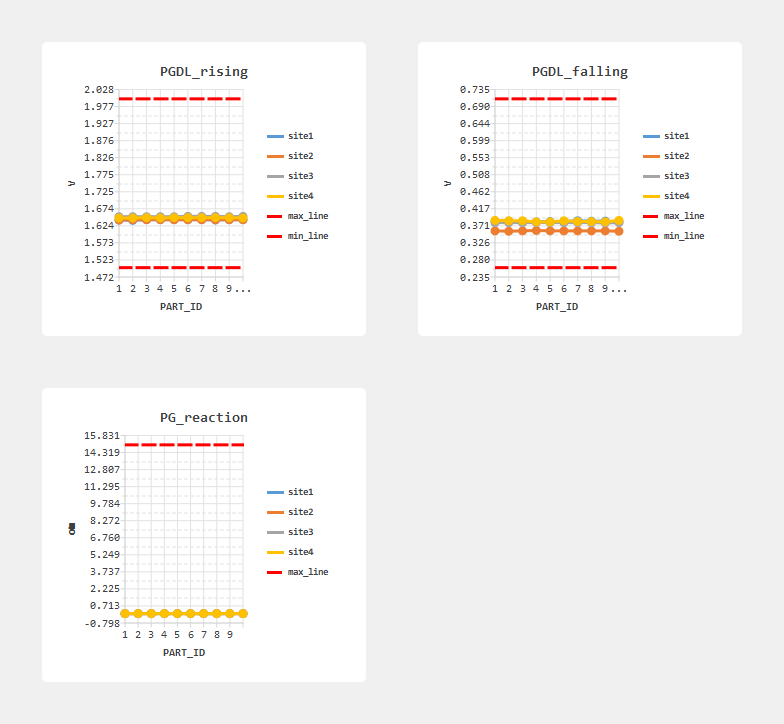 PGDL_rising
2.028
1.977
1.927
1.876
1.826
1.775
1.725
1.674
1.624
1.573
1.523
1.472
1 2 3 4 5 6 7 8 9...
PART_ID
site1
site2
site3
site4
max_line
min_line
PGDL_falling
0.735
0.690
0.644
0.599
0.553
0.508
0.462
0.417
0.371
0.326
0.280
0.235
1 2 3 4 5 6 7 8 9...
PART_ID
site1
site2
site3
site4
max_line
min_line
PG_reaction
15.831
14.319
12.807
11.295
9.784
8.272
6.760
5.249
3.737
2.225
0.713
-0.798
1 2 3 4 5 6 7 8 9
PART_ID
site1
site2
site3
site4
max_line